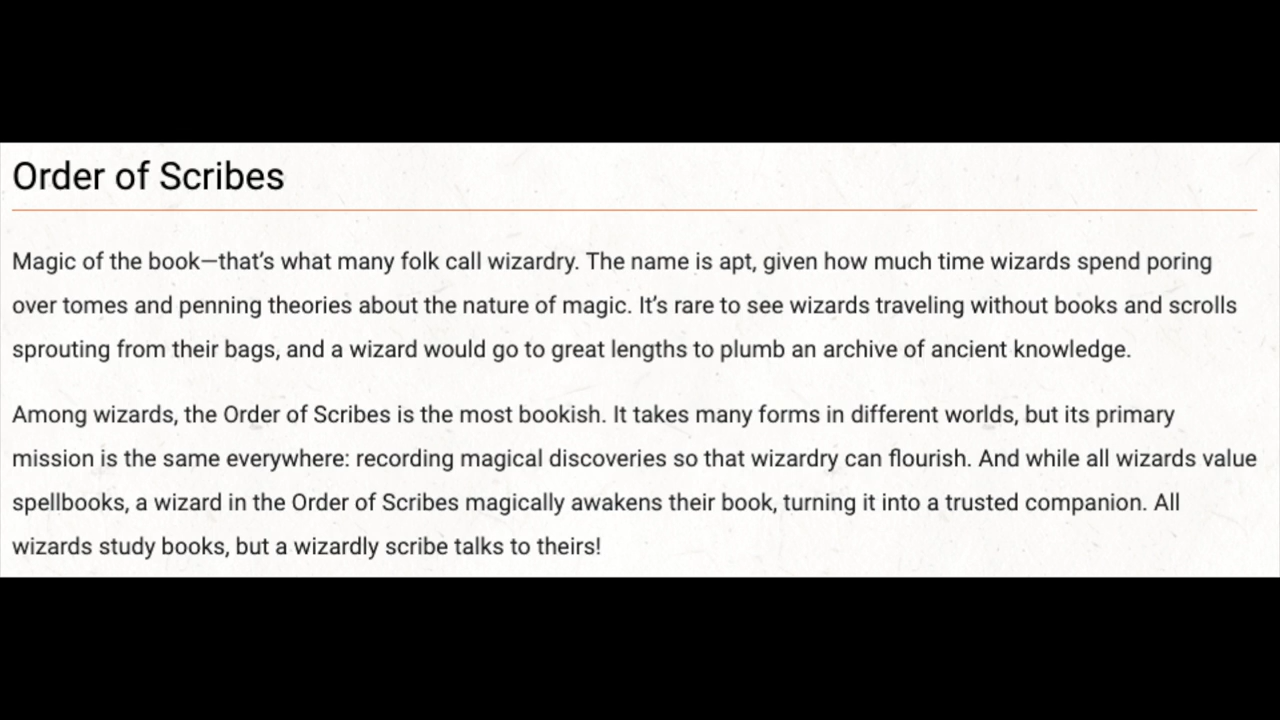 Order of Scribes
Magic of the book—that’s what many folk call wizardry. The name is apt, given how much time wizards spend poring
over tomes and penning theories about the nature of magic. It’s rare to see wizards traveling without books and scrolls
sprouting from their bags, and a wizard would go to great lengths to plumb an archive of ancient knowledge.
Among wizards, the Order of Scribes is the most bookish. It takes many forms in different worlds, but its primary
mission is the same everywhere: recording magical discoveries so that wizardry can flourish. And while all wizards value
spellbooks, a wizard in the Order of Scribes magically awakens their book, turning it into a trusted companion. All
wizards study books, but a wizardly scribe talks to theirs!